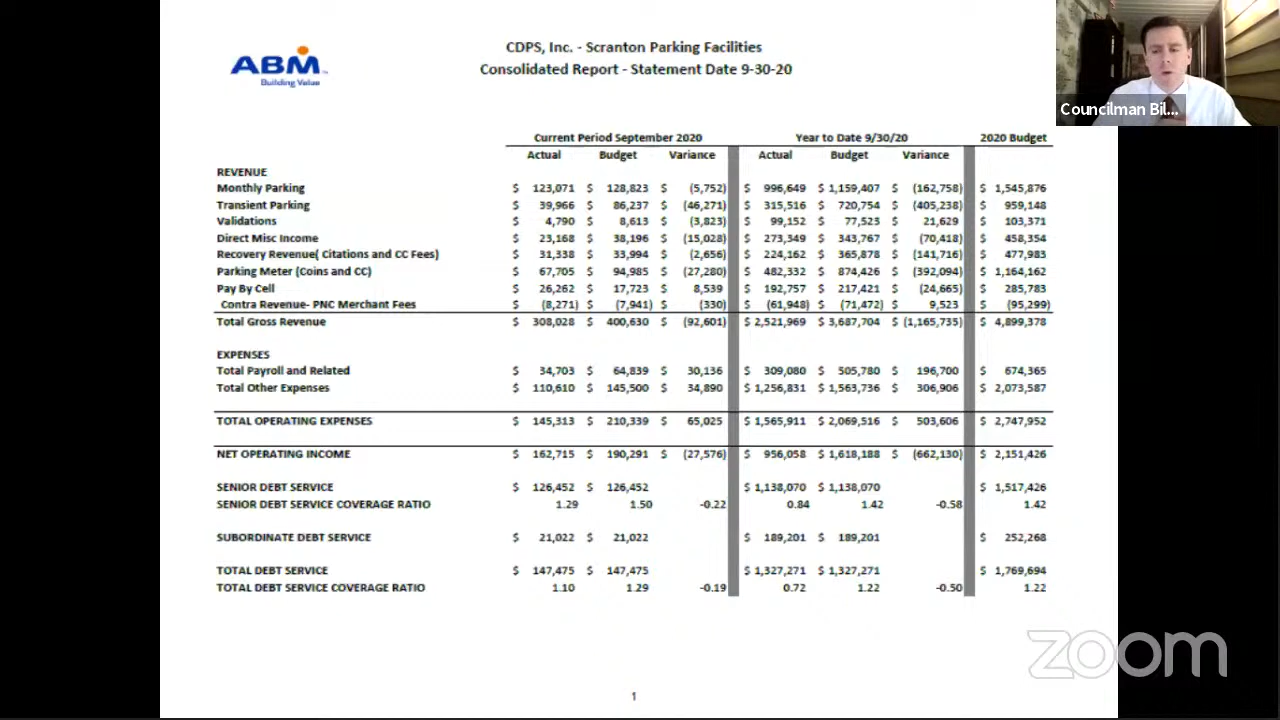 ABM
Building Value
CDPS, Inc. - Scranton Parking Facilities
Consolidated Report - Statement Date 9-30-20
Councilman Bil...
Current Period September 2020 Year to Date 9/30/20 2020 Budget
Actual Budget Variance Actual Budget Variance
REVENUE
Monthly Parking $ 123,071 $ 128,823 $ (5,752) $ 996,649 $ 1,159,407 $ (162,758) $ 1,545,876
Transient Parking $ 39,966 $ 86,237 $ (46,271) $ 315,516 $ 720,754 $ (405,238) $ 959,148
Validations $ 4,790 $ 8,613 $ (3,823) $ 99,152 $ 77,523 $ 21,629 $ 103,371
Direct Misc Income $ 23,168 $ 38,196 $ (15,028) $ 273,349 $ 343,767 $ (70,418) $ 458,354
Recovery Revenue( Citations and CC Fees) $ 31,338 $ 33,994 $ (2,656) $ 224,162 $ 365,878 $ (141,716) $ 477,983
Parking Meter (Coins and CC) $ 67,705 $ 94,985 $ (27,280) $ 482,332 $ 874,426 $ (392,094) $ 1,164,162
Pay By Cell $ 26,262 $ 17,723 $ 8,539 $ 192,757 $ 217,421 $ (24,665) $ 285,783
Contra Revenue- PNC Merchant Fees $ (8,271) $ (7,941) $ (330) $ (61,948) $ (71,472) $ 9,523 $ (95,299)
Total Gross Revenue $ 308,028 $ 400,630 $ (92,601) $ 2,521,969 $ 3,687,704 $ (1,165,735) $ 4,899,378
EXPENSES
Total Payroll and Related $ 34,703 $ 64,839 $ 30,136 $ 309,080 $ 505,780 $ 196,700 $ 674,365
Total Other Expenses $ 110,610 $ 145,500 $ 34,890 $ 1,256,831 $ 1,563,736 $ 306,906 $ 2,073,587
TOTAL OPERATING EXPENSES $ 145,313 $ 210,339 $ 65,025 $ 1,565,911 $ 2,069,516 $ 503,606 $ 2,747,952
NET OPERATING INCOME $ 162,715 $ 190,291 $ (27,576) $ 956,058 $ 1,618,188 $ (662,130) $ 2,151,426
SENIOR DEBT SERVICE $ 126,452 $ 126,452 $ 1,138,070 $ 1,138,070 $ 1,517,426
SENIOR DEBT SERVICE COVERAGE RATIO 1.29 1.50 -0.22 0.84 1.42 -0.58 1.42
SUBORDINATE DEBT SERVICE $ 21,022 $ 21,022 $ 189,201 $ 189,201 $ 252,268
TOTAL DEBT SERVICE $ 147,475 $ 147,475 $ 1,327,271 $ 1,327,271 $ 1,769,694
TOTAL DEBT SERVICE COVERAGE RATIO 1.10 1.29 -0.19 0.72 1.22 -0.50 1.22
zoom
1